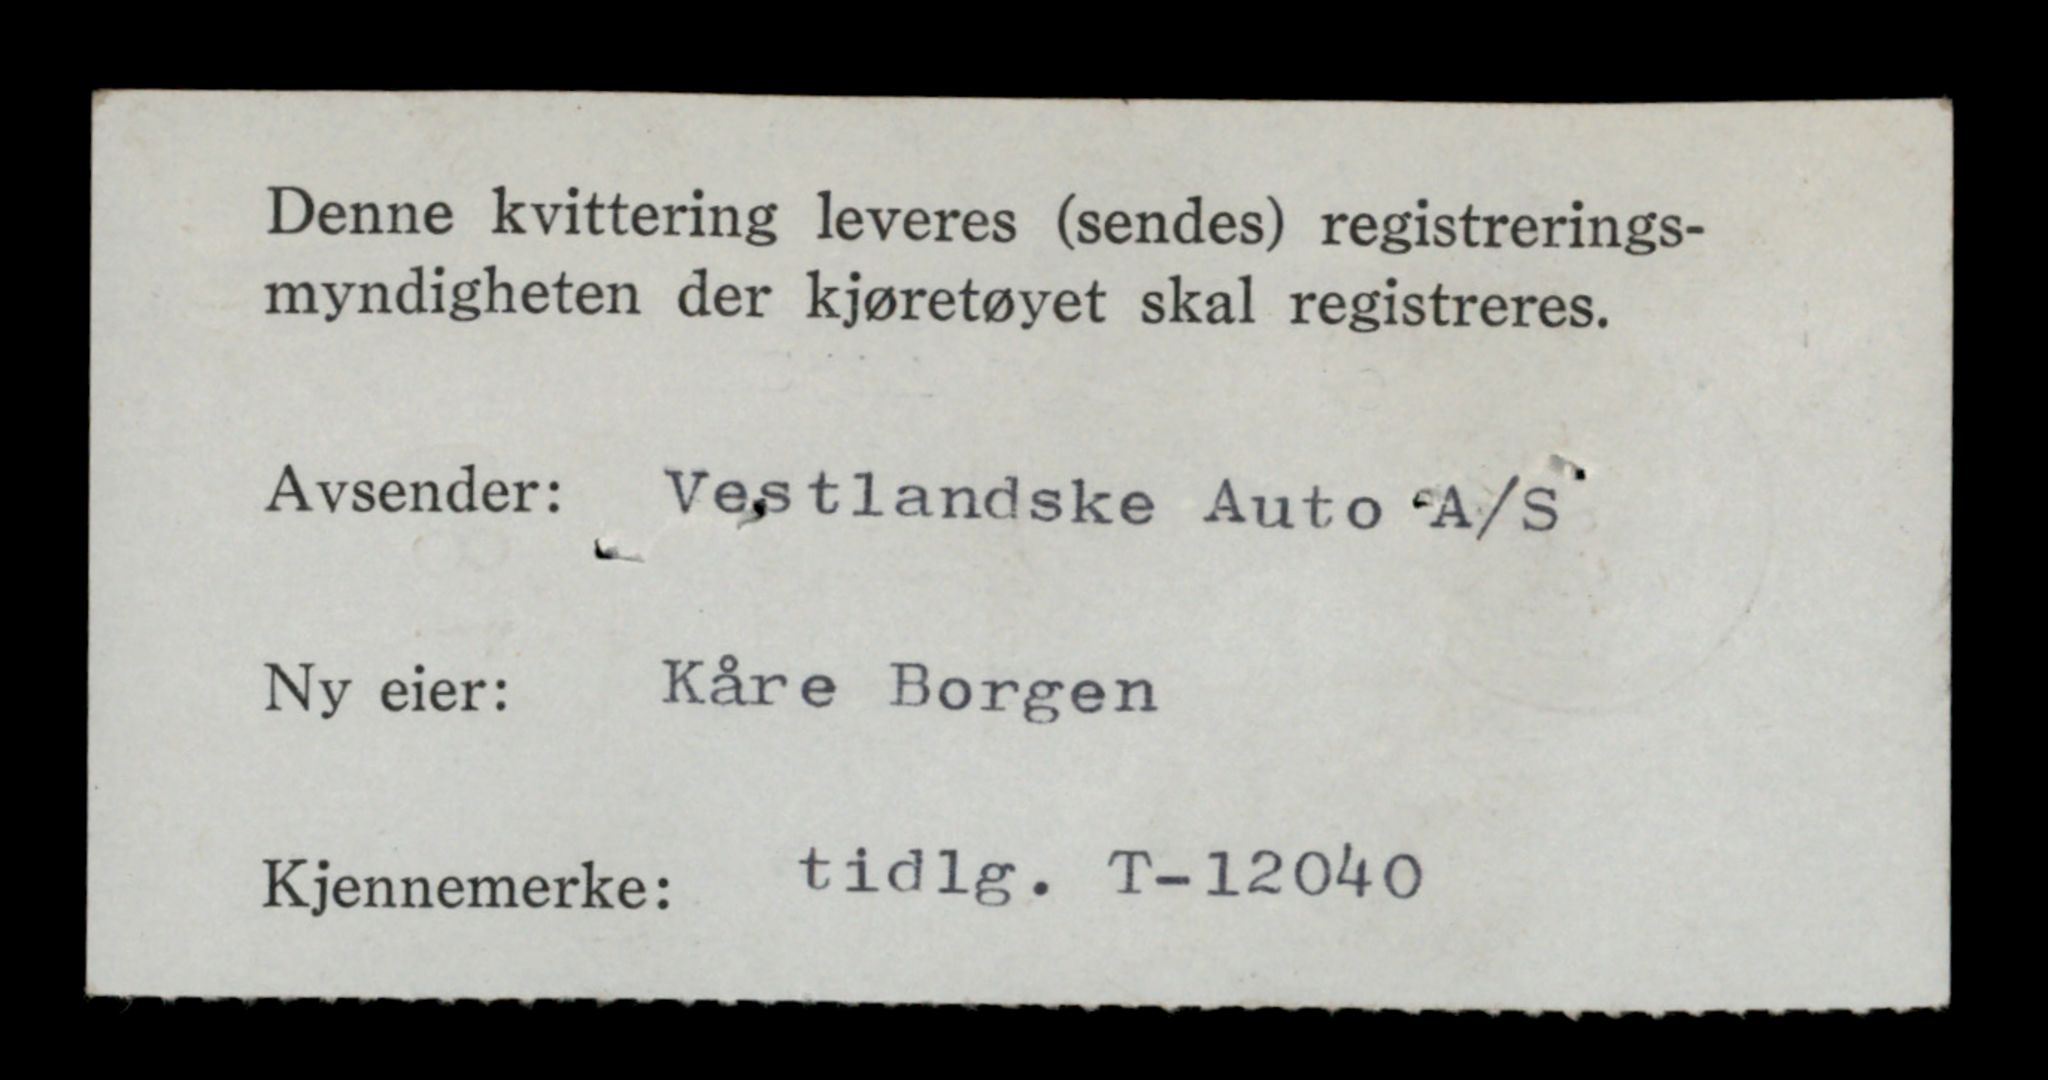 Denne kvittering leveres (sendes) registrerings-
myndigheten der kjøretøyet skal registreres.
Avsender: Vestlandske Auto A/S
Ny eier: Kåre Borgen
Kjennemerke: tidlg. T-12040